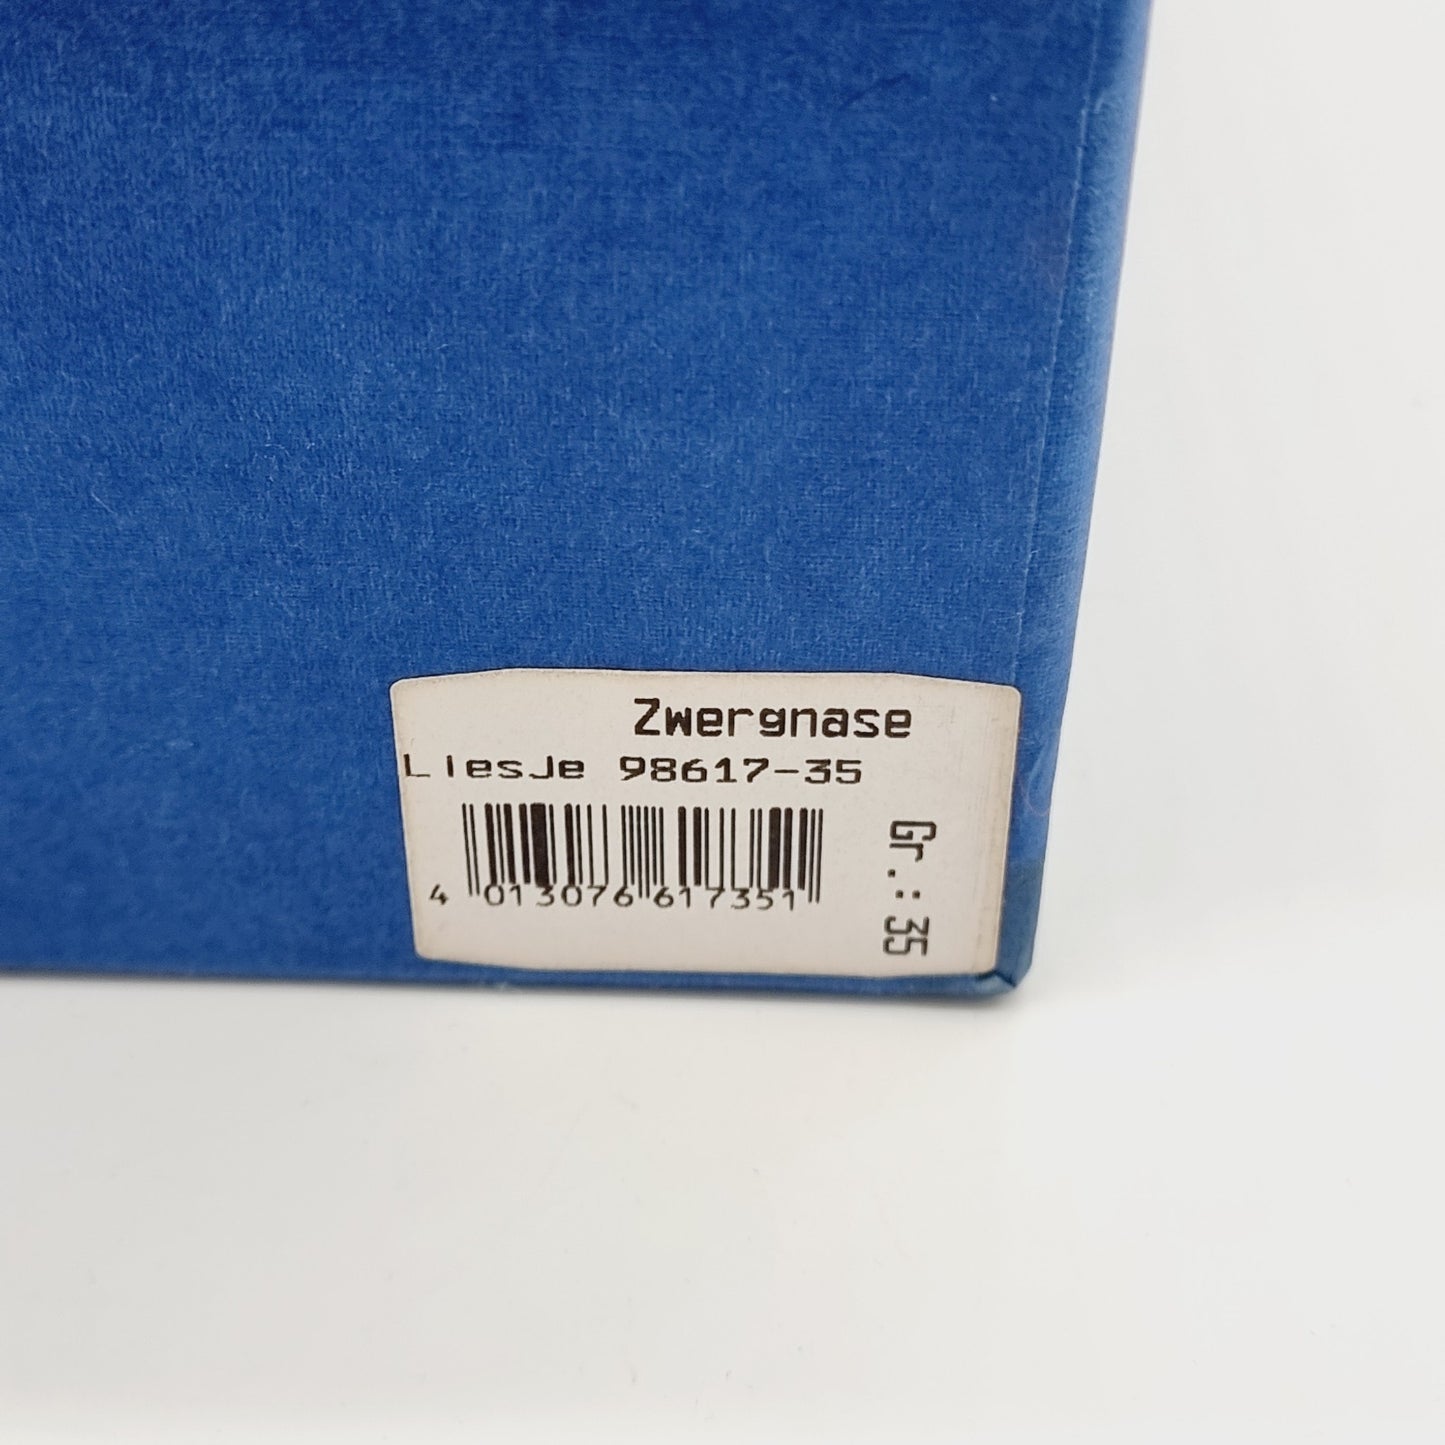 Zwergnase
Liesje 98617-35
4 013076 617351
Gr.: 35